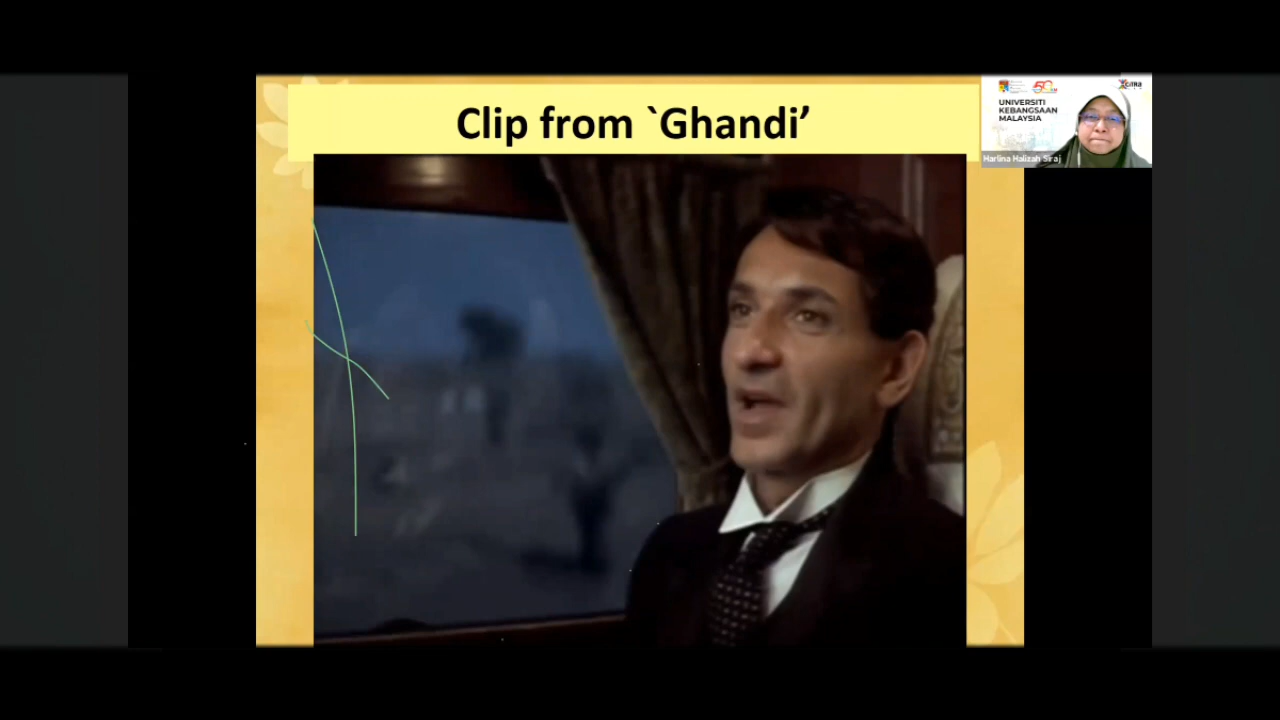 Clip from `Ghandi’
UNIVERSITI
KEBANGSAAN
MALAYSIA
Harlina Halizah Siraj